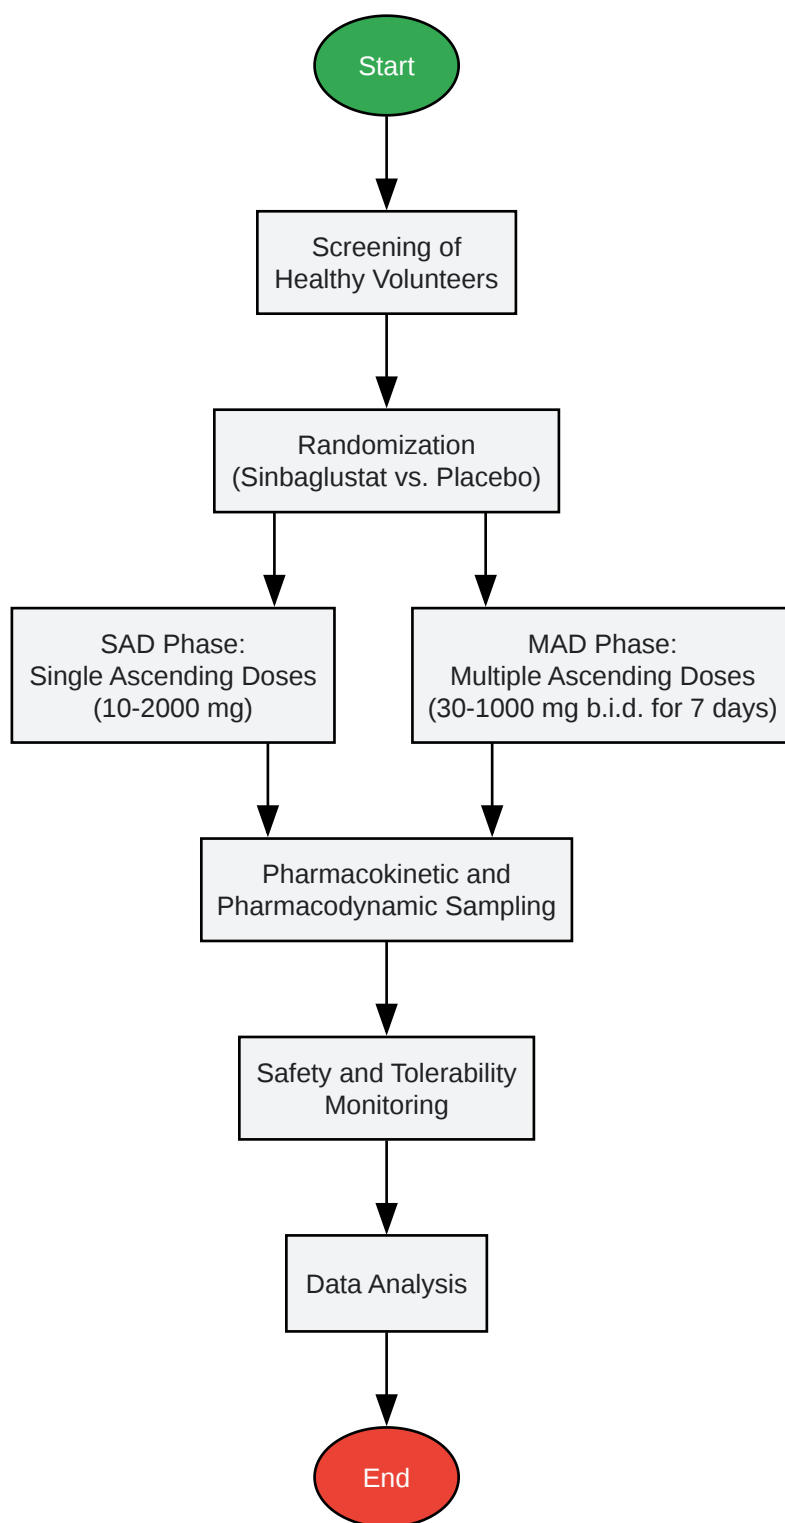 Start
Screening of
Healthy Volunteers
Randomization
(Sinbaglustat vs. Placebo)
SAD Phase:
Single Ascending Doses
(10-2000 mg)
MAD Phase:
Multiple Ascending Doses
(30-1000 mg b.i.d. for 7 days)
Pharmacokinetic and
Pharmacodynamic Sampling
Safety and Tolerability
Monitoring
Data Analysis
End